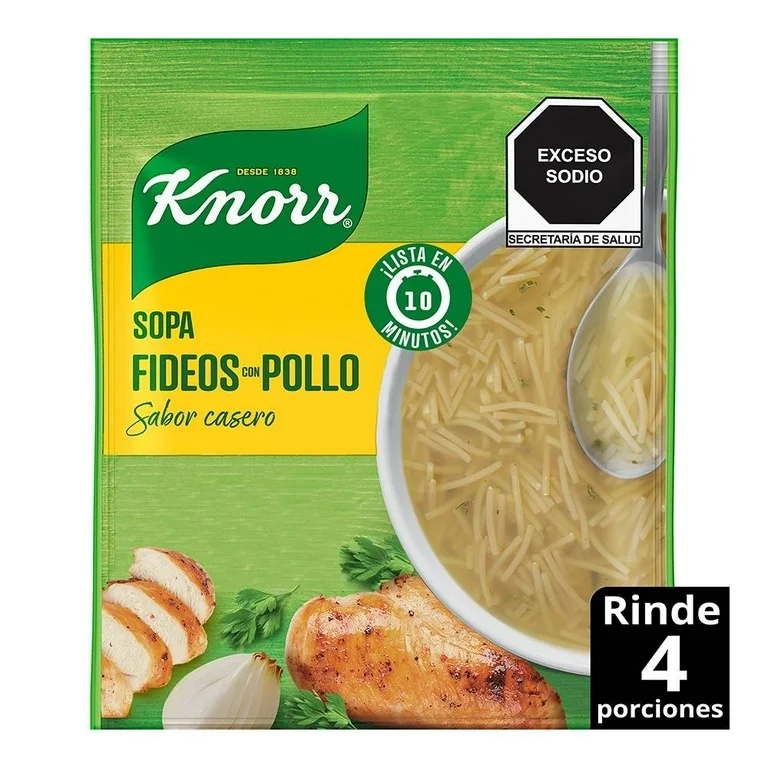 DESDE 1838
Knorr®
EXCESO
SODIO
SECRETARÍA DE SALUD
¡LISTA EN
10
MINUTOS!
SOPA
FIDEOS CON POLLO
Sabor casero
Rinde
4
porciones